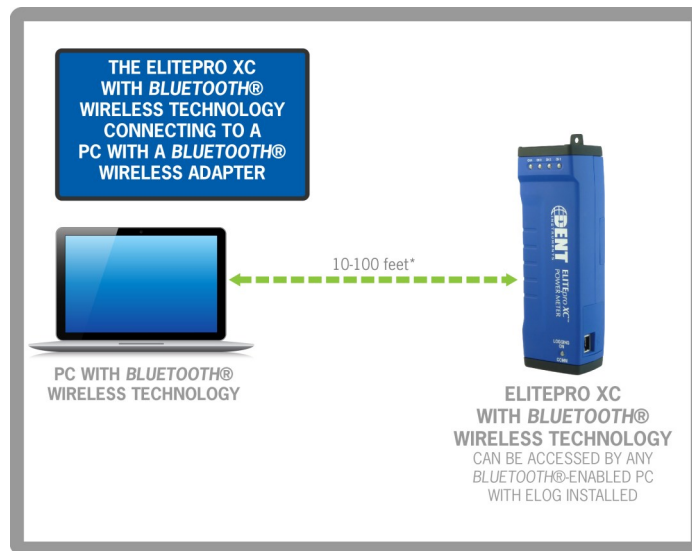 THE ELITEPRO XC
WITH BLUETOOTH®
WIRELESS TECHNOLOGY
CONNECTING TO A
PC WITH A BLUETOOTH®
WIRELESS ADAPTER
10-100 feet*
PC WITH BLUETOOTH®
WIRELESS TECHNOLOGY
DENT
INSTRUMENTS
ELITEpro XC™
POWER METER
ELITEPRO XC
WITH BLUETOOTH®
WIRELESS TECHNOLOGY
CAN BE ACCESSED BY ANY
BLUETOOTH®-ENABLED PC
WITH ELOG INSTALLED